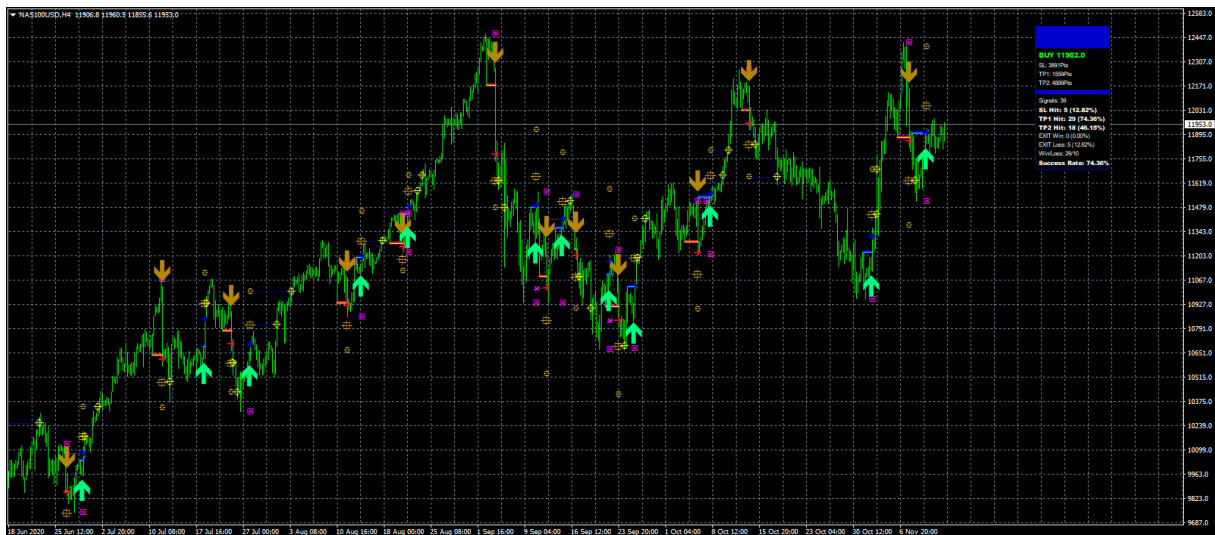 NAS100USD,H4 11906.8 11960.5 11855.6 11953.0
BUY 11902.0
SL: 3891Pts
TP1: 1559Pts
TP2: 4889Pts
Signals: 39
SL Hit: 5 (12.82%)
TP1 Hit: 29 (74.36%)
TP2 Hit: 18 (46.15%)
EXIT Win: 0 (0.00%)
EXIT Loss: 5 (12.82%)
Win/Loss: 29/10
Success Rate: 74.36%
12583.0
12447.0
12307.0
12171.0
12031.0
11953.0
11895.0
11755.0
11619.0
11479.0
11343.0
11203.0
11067.0
10927.0
10791.0
10651.0
10515.0
10375.0
10239.0
10099.0
9963.0
9823.0
9687.0
18 Jun 2020 25 Jun 12:00 2 Jul 20:00 10 Jul 08:00 17 Jul 16:00 27 Jul 00:00 3 Aug 08:00 10 Aug 16:00 18 Aug 00:00 25 Aug 08:00 1 Sep 16:00 9 Sep 04:00 16 Sep 12:00 23 Sep 20:00 1 Oct 04:00 8 Oct 12:00 15 Oct 20:00 23 Oct 04:00 30 Oct 12:00 6 Nov 20:00